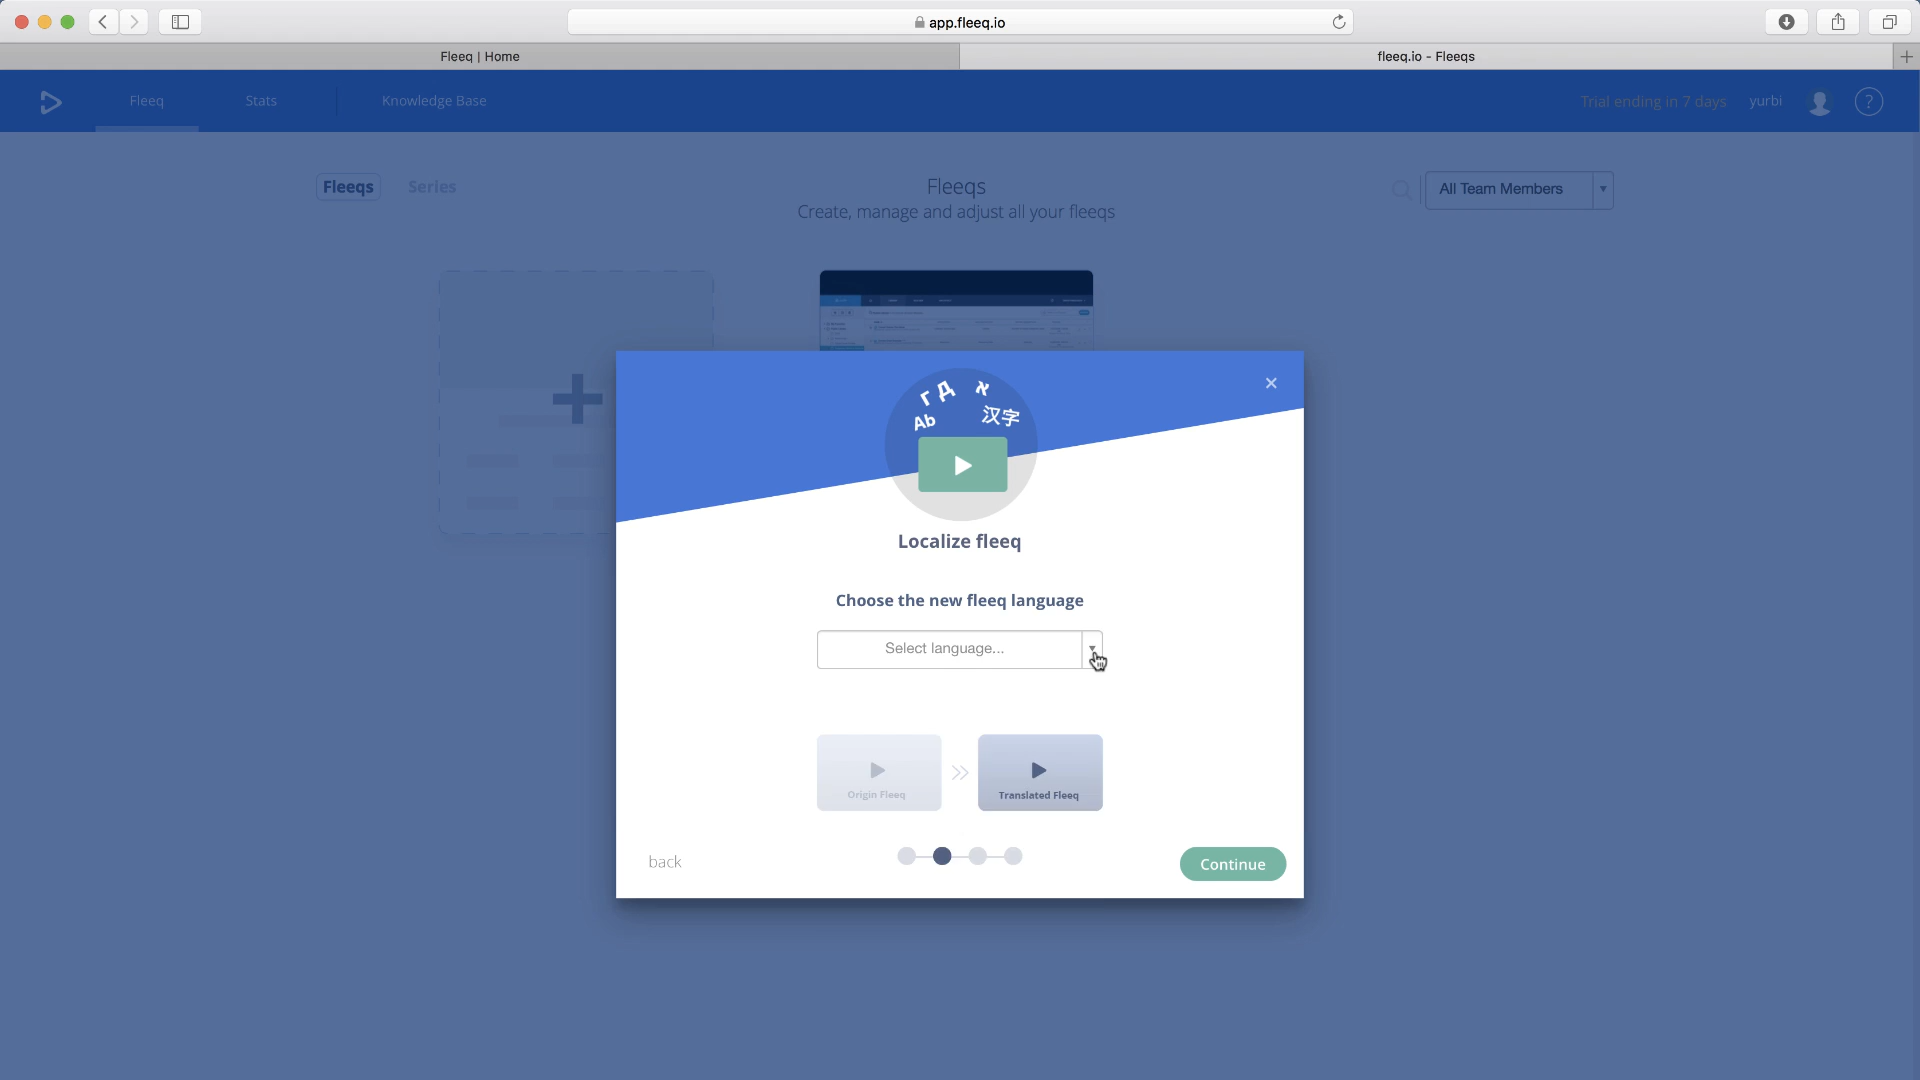 app.fleeq.io
Fleeq | Home
fleeq.io - Fleeqs
Fleeq
Stats
Knowledge Base
Trial ending in 7 days
yurbi
?
Fleeqs
Series
Fleeqs
Create, manage and adjust all your fleeqs
All Team Members
Г Д א
Ab 汉字
Localize fleeq
Choose the new fleeq language
Select language...
Origin Fleeq
Translated Fleeq
back
Continue